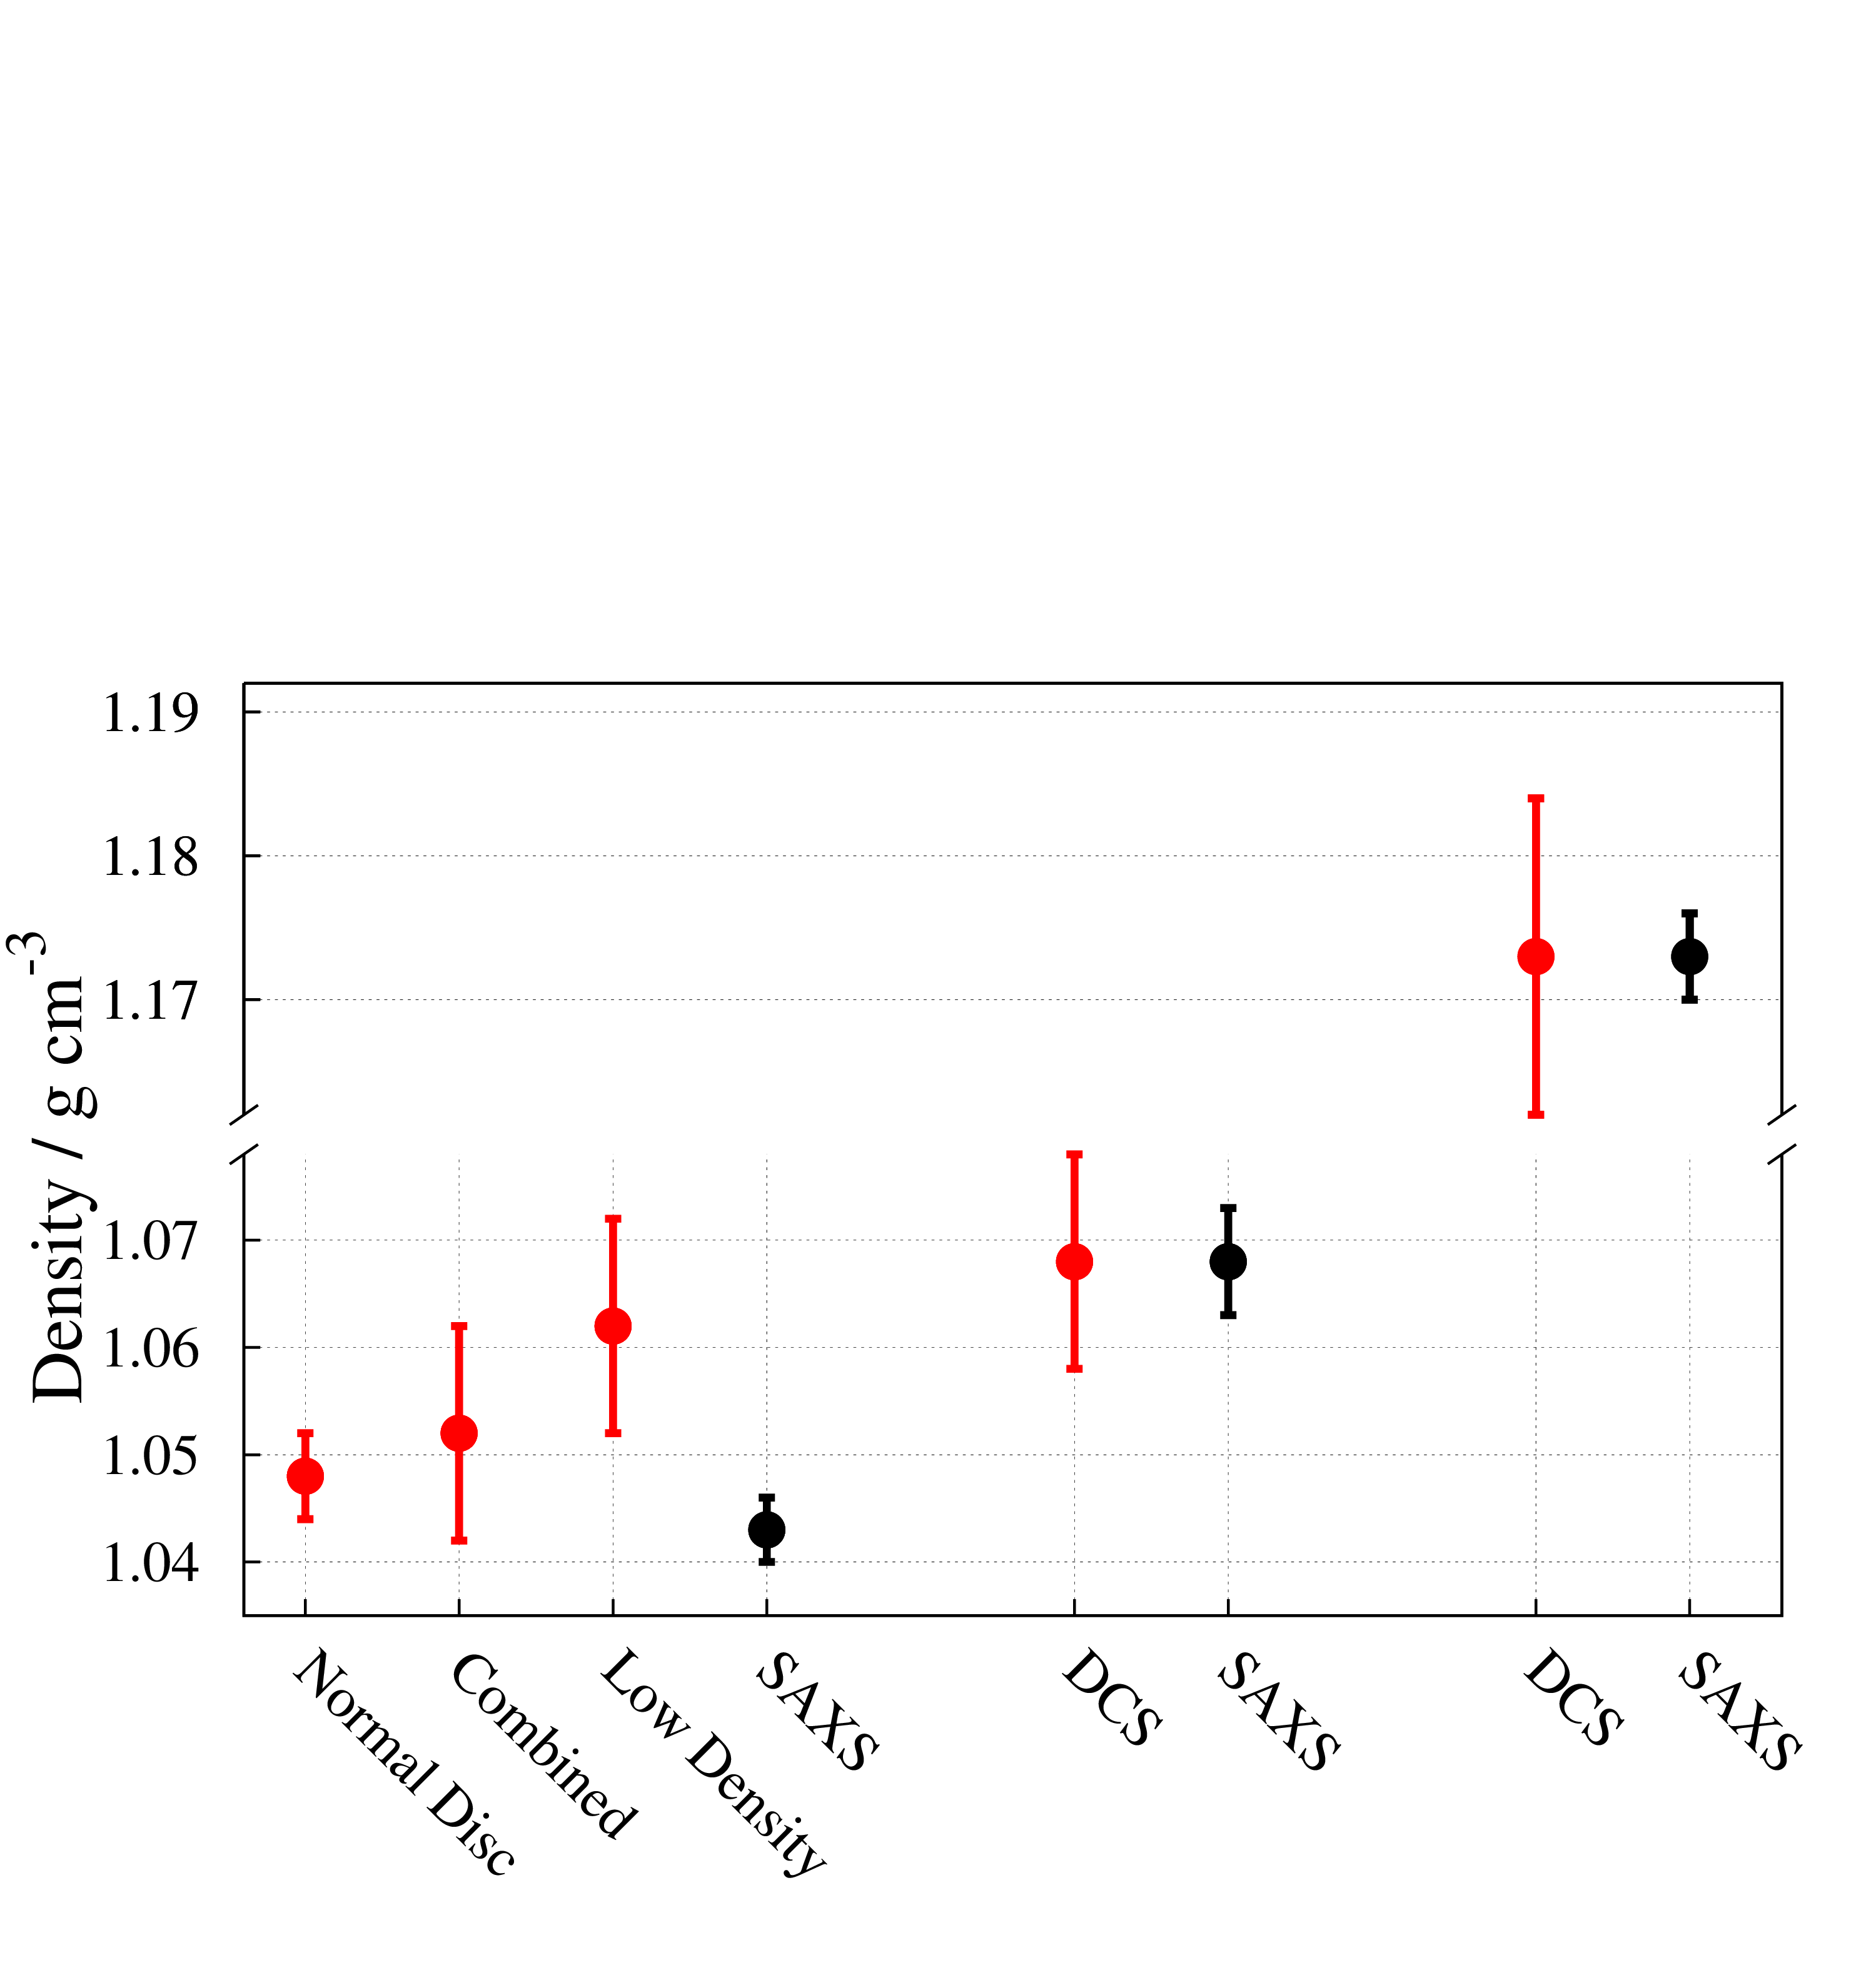 1.19
1.18
1.17
1.07
1.06
1.05
1.04
Density / g cm-3
Normal Disc
Combined
Low Density
SAXS
DCS
SAXS
DCS
SAXS